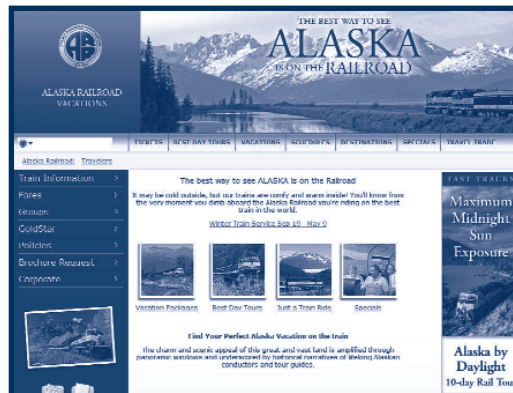 THE BEST WAY TO SEE
ALASKA
IS ON THE RAILROAD
ALASKA RAILROAD
VACATIONS
TICKETS BEST DAY TOURS VACATIONS SCHEDULES DESTINATIONS SPECIALS TRAVEL TRADE
Alaska Railroad: Travelers
Train Information >
Fares >
Groups >
GoldStar >
Policies >
Brochure Request >
Corporate >
The best way to see ALASKA is on the Railroad
It may be cold outside, but our trains are comfy and warm inside! You'll know from
the very moment you climb aboard the Alaska Railroad you're riding on the best
train in the world.
Winter Train Service Sep 19 - May 9
Vacation Packages Best Day Tours Just a Train Ride Specials
Find Your Perfect Alaska Vacation on the train
The charm and scenic appeal of this great and vast land is amplified through
panoramic windows and underscored by historical narratives of lifelong Alaskan
conductors and tour guides.
FAST TRACKS
Maximum
Midnight
Sun
Exposure
Alaska by
Daylight
10-day Rail Tour